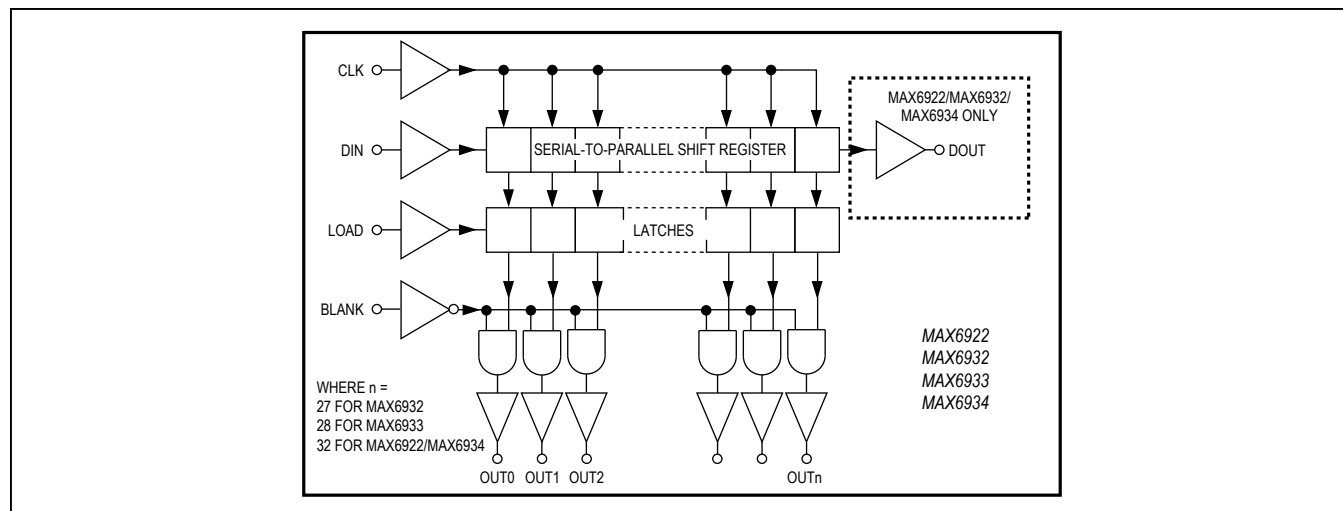 CLK
MAX6922/MAX6932/
MAX6934 ONLY
DIN
SERIAL-TO-PARALLEL SHIFT REGISTER
DOUT
LOAD
LATCHES
BLANK
MAX6922
MAX6932
MAX6933
MAX6934
WHERE n =
27 FOR MAX6932
28 FOR MAX6933
32 FOR MAX6922/MAX6934
OUT0 OUT1 OUT2 OUTn